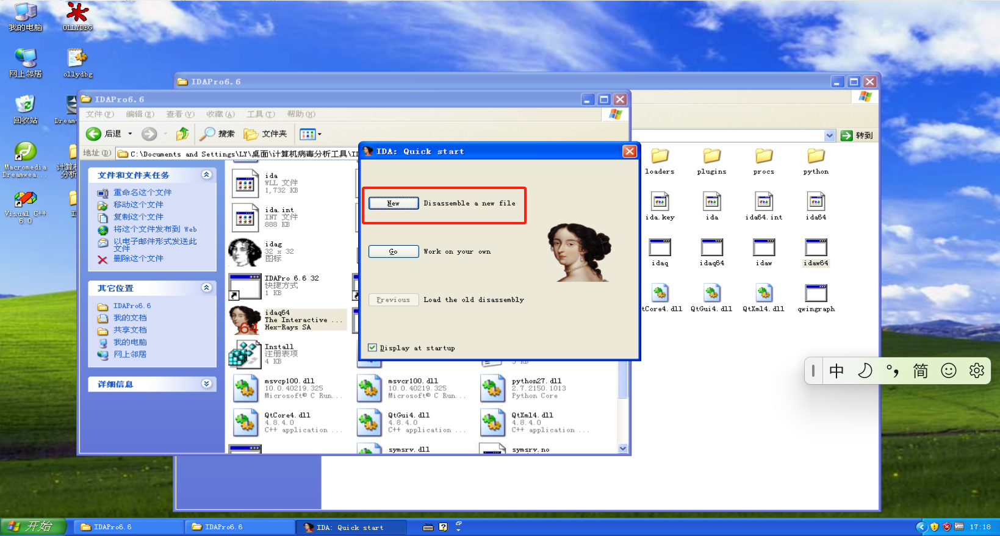 我的电脑
OLLYDBG
网上邻居
ollydbg
回收站
Dream
Macromedia
Dreamwea...
计算机
分析
Visual C++
6.0
IDAPro6.6
转到
loaders
plugins
procs
python
ida.key
ida
ida64.int
ida64
idaq
idaq64
idaw
idaw64
tCore4.dll
QtGui4.dll
QtXml4.dll
qwingraph
IDAPro6.6
文件(F)
编辑(E)
查看(V)
收藏(A)
工具(T)
帮助(H)
后退
搜索
文件夹
地址(D)
C:\Documents and Settings\LY\桌面\计算机病毒分析工具\II
文件和文件夹任务
重命名这个文件
移动这个文件
复制这个文件
将这个文件发布到 Web
以电子邮件形式发送此
文件
删除这个文件
其它位置
IDAPro6.6
我的文档
共享文档
我的电脑
网上邻居
详细信息
ida
WLL 文件
1,732 KB
ida.int
INT 文件
888 KB
idag
32 x 32
图标
IDAPro 6.6 32
快捷方式
1 KB
idaq64
The Interactive ...
Hex-Rays SA
64
Install
注册表项
4 KB
msvcp100.dll
10.0.40219.325
Microsoft® C Run...
msvcr100.dll
10.0.40219.325
Microsoft® C Run...
python27.dll
2.7.2150.1013
Python Core
QtCore4.dll
4.8.4.0
C++ application ...
QtGui4.dll
4.8.4.0
C++ application ...
QtXml4.dll
4.8.4.0
C++ application ...
symsrv.dll
symsrv.no
IDA: Quick start
New
Disassemble a new file
Go
Work on your own
Previous
Load the old disassembly
Display at startup
中
简
开始
IDAPro6.6
IDAPro6.6
IDA: Quick start
17:18